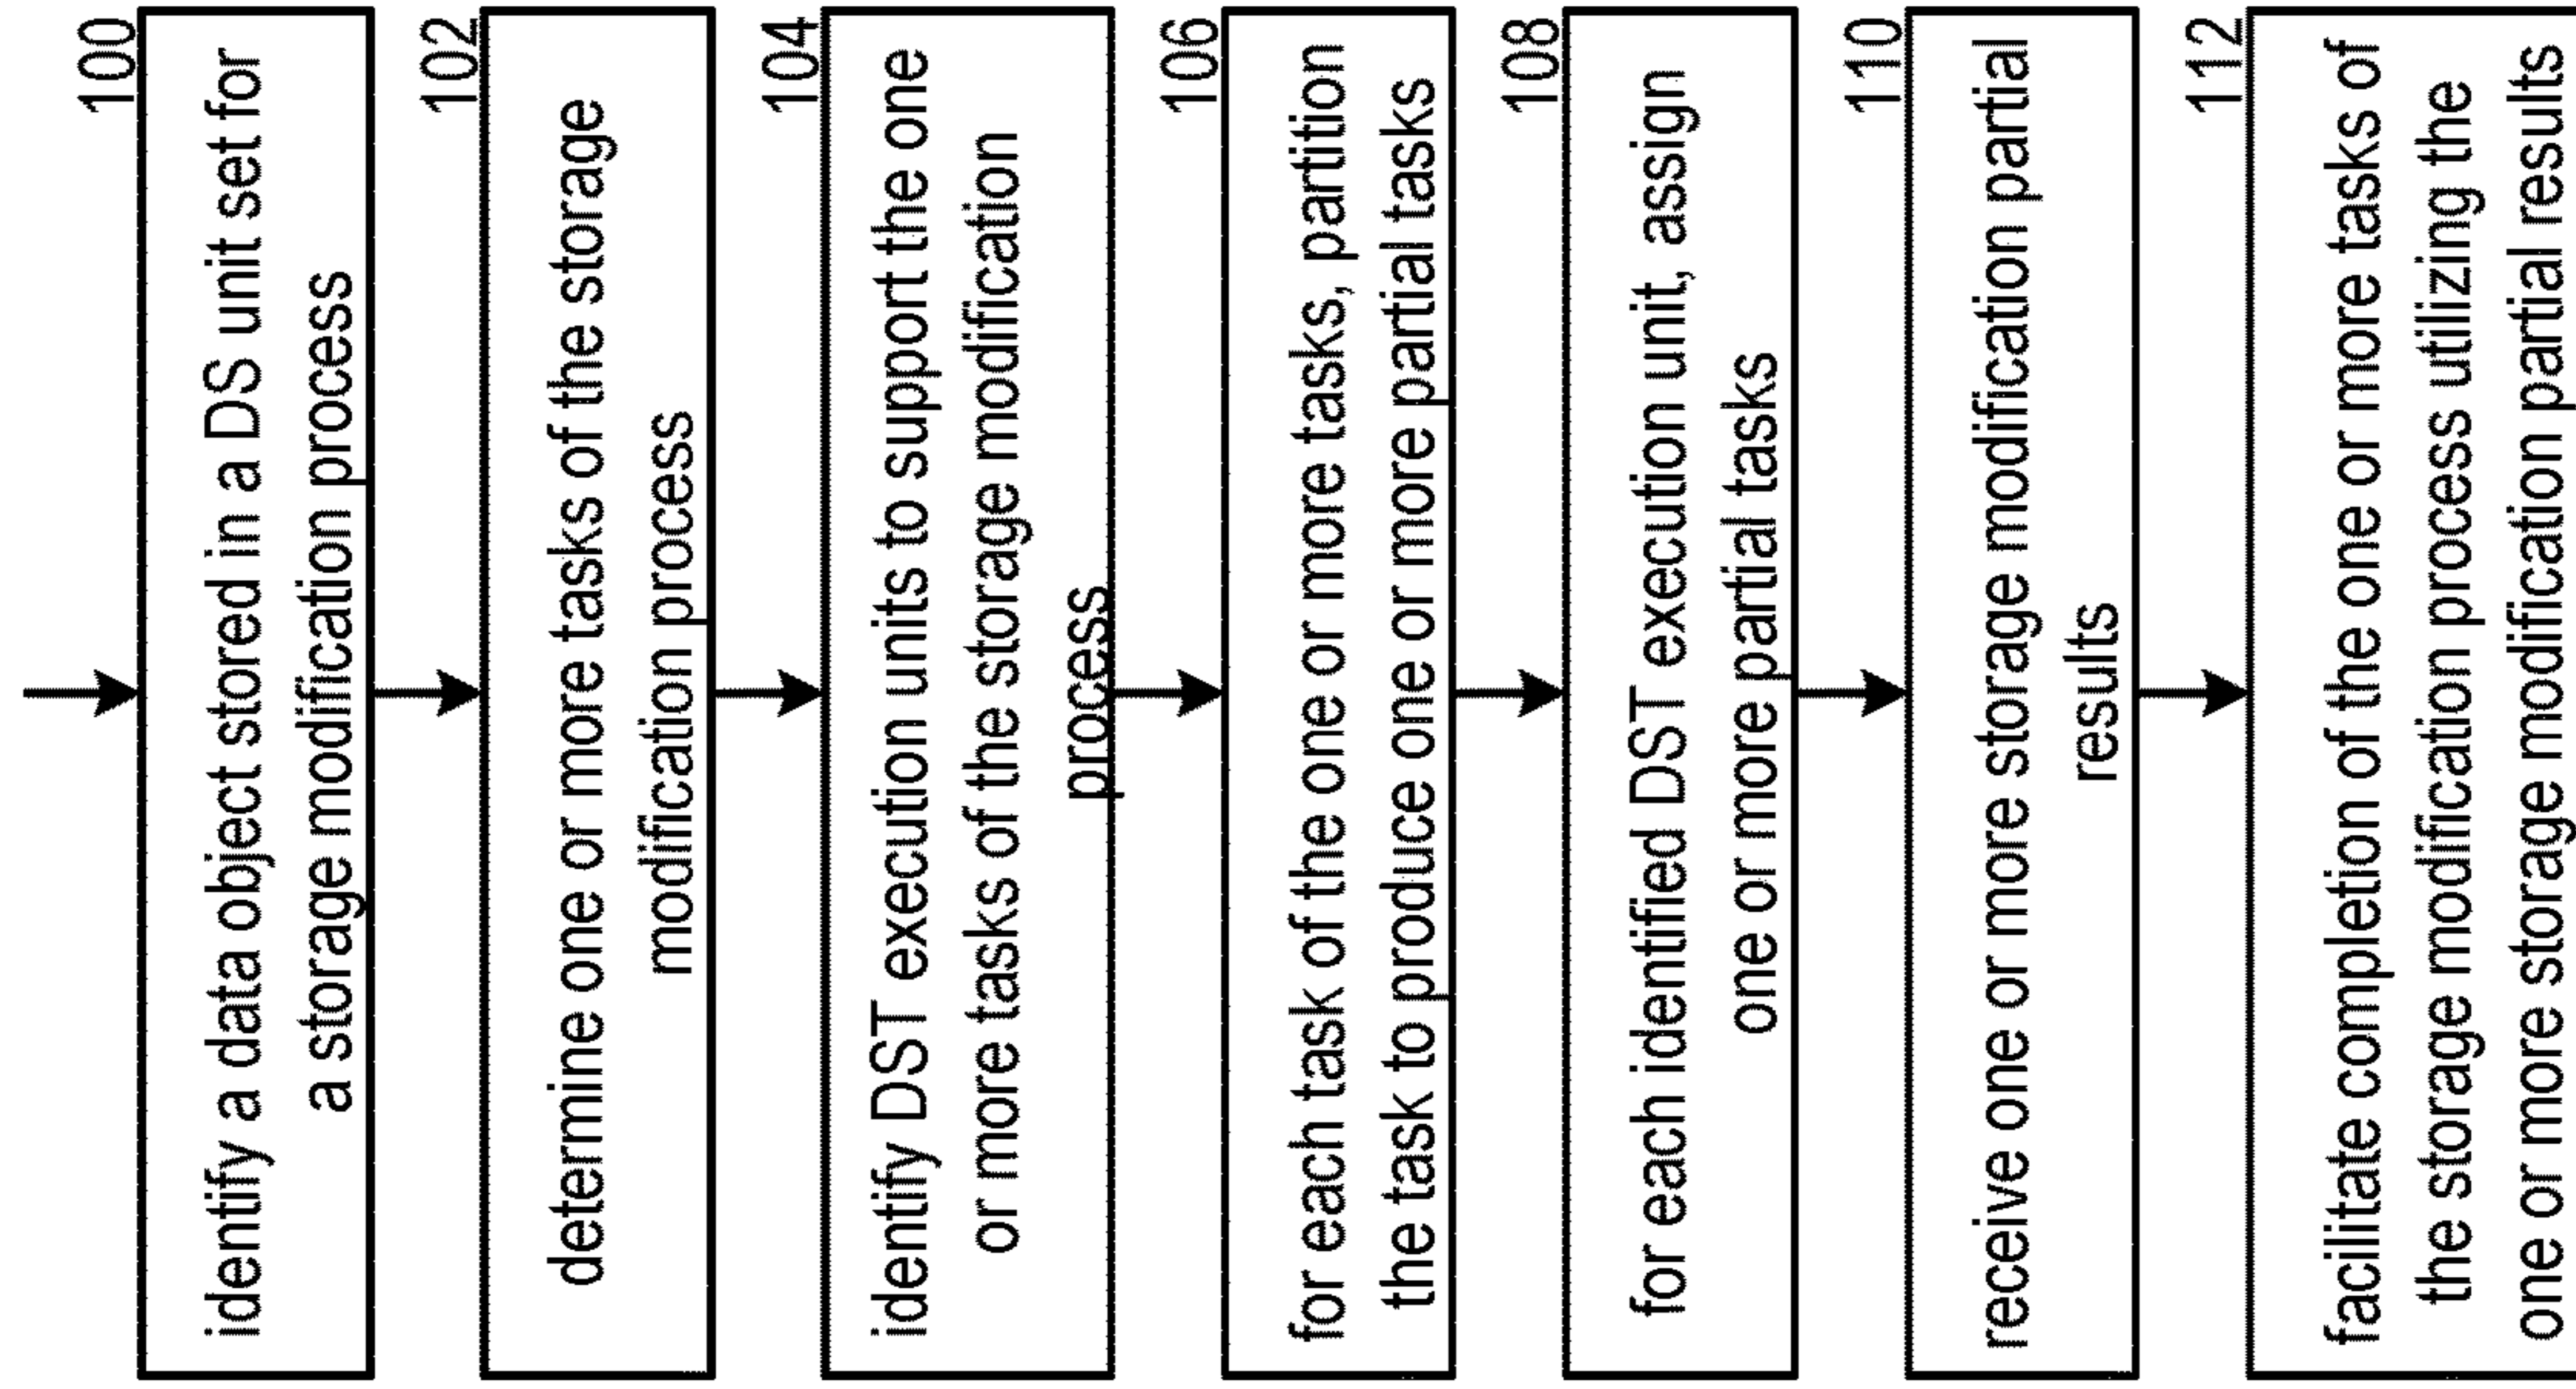 100
identify a data object stored in a DS unit set for
a storage modification process
102
determine one or more tasks of the storage
modification process
104
identify DST execution units to support the one
or more tasks of the storage modification
process
106
for each task of the one or more tasks, partition
the task to produce one or more partial tasks
108
for each identified DST execution unit, assign
one or more partial tasks
110
receive one or more storage modification partial
results
112
facilitate completion of the one or more tasks of
the storage modification process utilizing the
one or more storage modification partial results